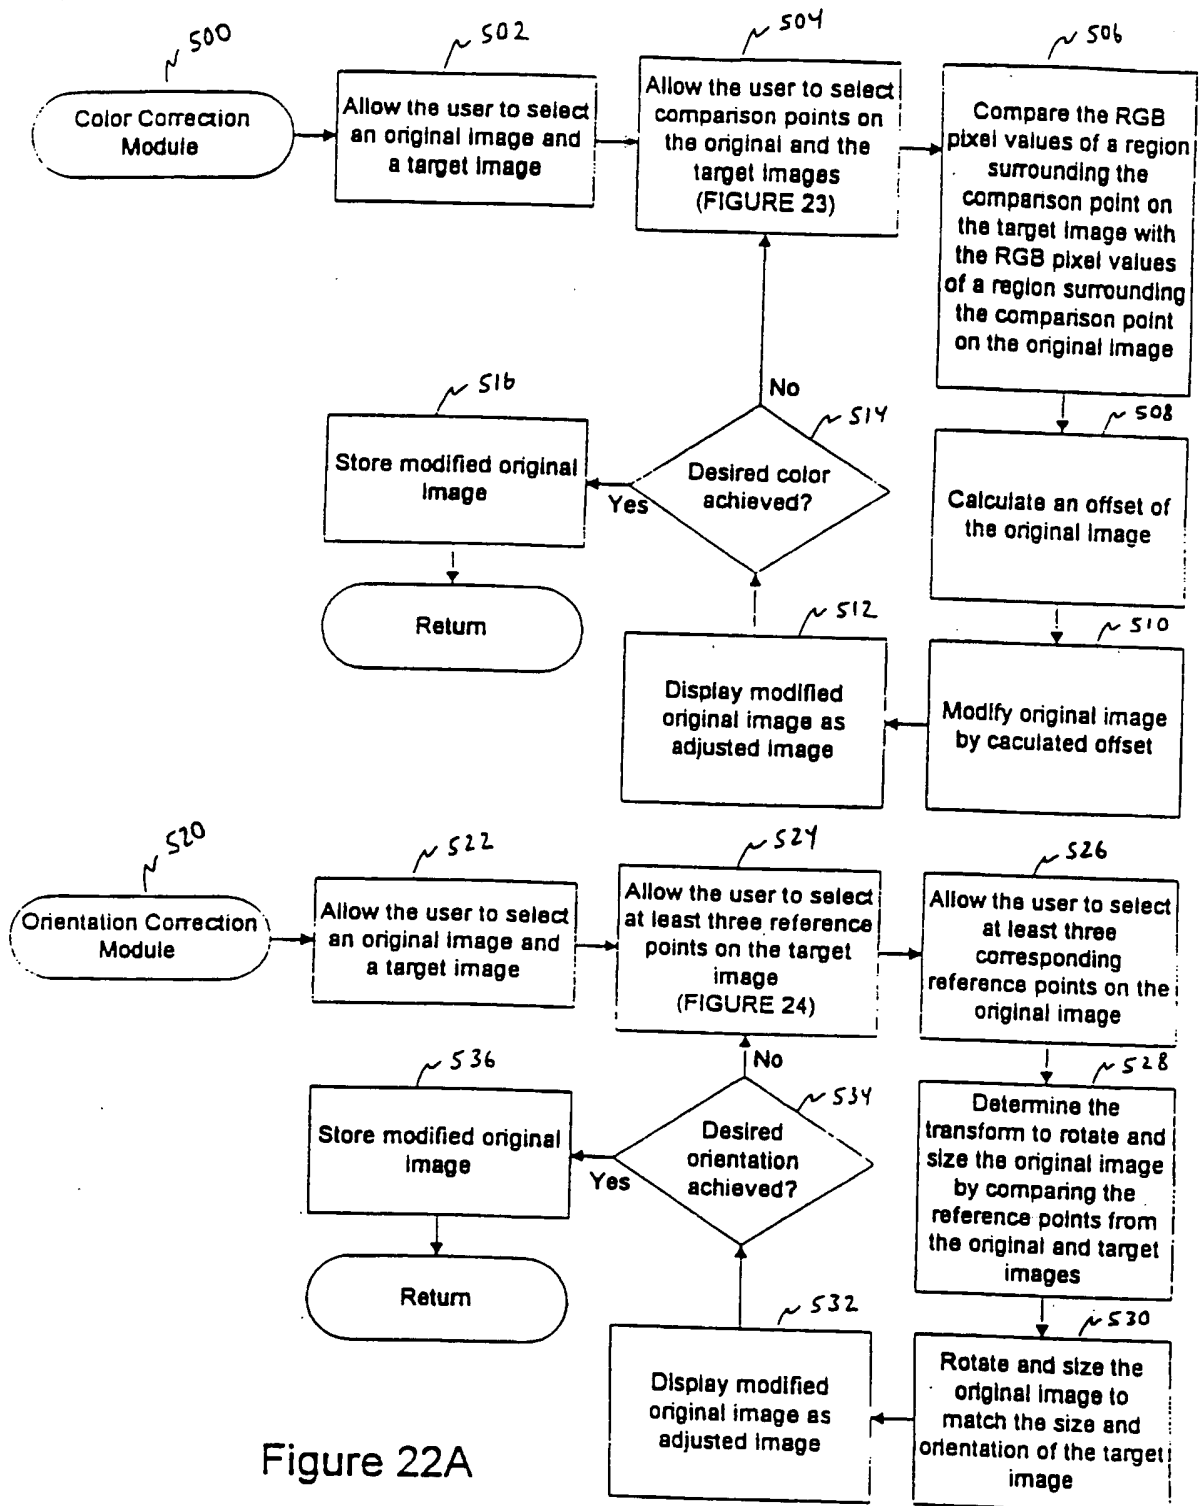 500
Color Correction
Module
502
Allow the user to select
an original image and
a target image
504
Allow the user to select
comparison points on
the original and the
target images
(FIGURE 23)
506
Compare the RGB
pixel values of a region
surrounding the
comparison point on
the target image with
the RGB pixel values
of a region surrounding
the comparison point
on the original image
508
Calculate an offset of
the original image
510
Modify original image
by caculated offset
512
Display modified
original image as
adjusted image
514
Desired color
achieved?
No
Yes
516
Store modified original
image
Return
520
Orientation Correction
Module
522
Allow the user to select
an original image and
a target image
524
Allow the user to select
at least three reference
points on the target
image
(FIGURE 24)
526
Allow the user to select
at least three
corresponding
reference points on the
original image
528
Determine the
transform to rotate and
size the original image
by comparing the
reference points from
the original and target
images
530
Rotate and size the
original image to
match the size and
orientation of the target
image
532
Display modified
original image as
adjusted image
534
Desired
orientation
achieved?
No
Yes
536
Store modified original
image
Return
Figure 22A